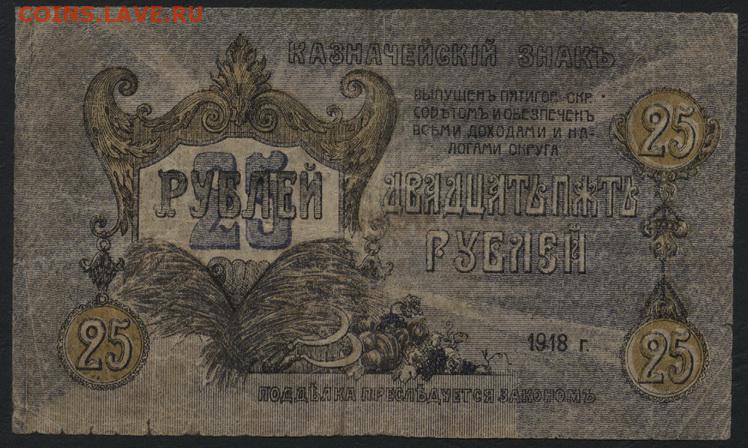 COINS.LAVE.RU
КАЗНАЧЕЙСКІЙ ЗНАКЪ
ВЫПУЩЕНЪ ПЯТИГОР. ОКР.
СОВѢТОМЪ И ОБЕЗПЕЧЕНЪ
ВСѢМИ ДОХОДАМИ И НА-
ЛОГАМИ ОКРУГА
25
25
РУБЛЕЙ
ДВАДЦАТЬ ПЯТЬ
РУБЛЕЙ
25
1918 г.
25
ПОДДѢЛКА ПРЕСЛѢДУЕТСЯ ЗАКОНОМЪ